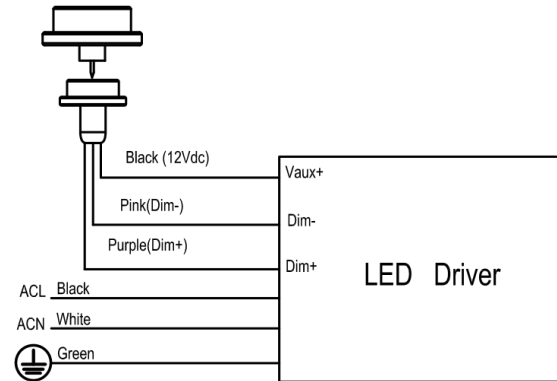 Black (12Vdc)
Vaux+
Pink(Dim-)
Dim-
Purple(Dim+)
Dim+
LED Driver
ACL Black
ACN White
Green